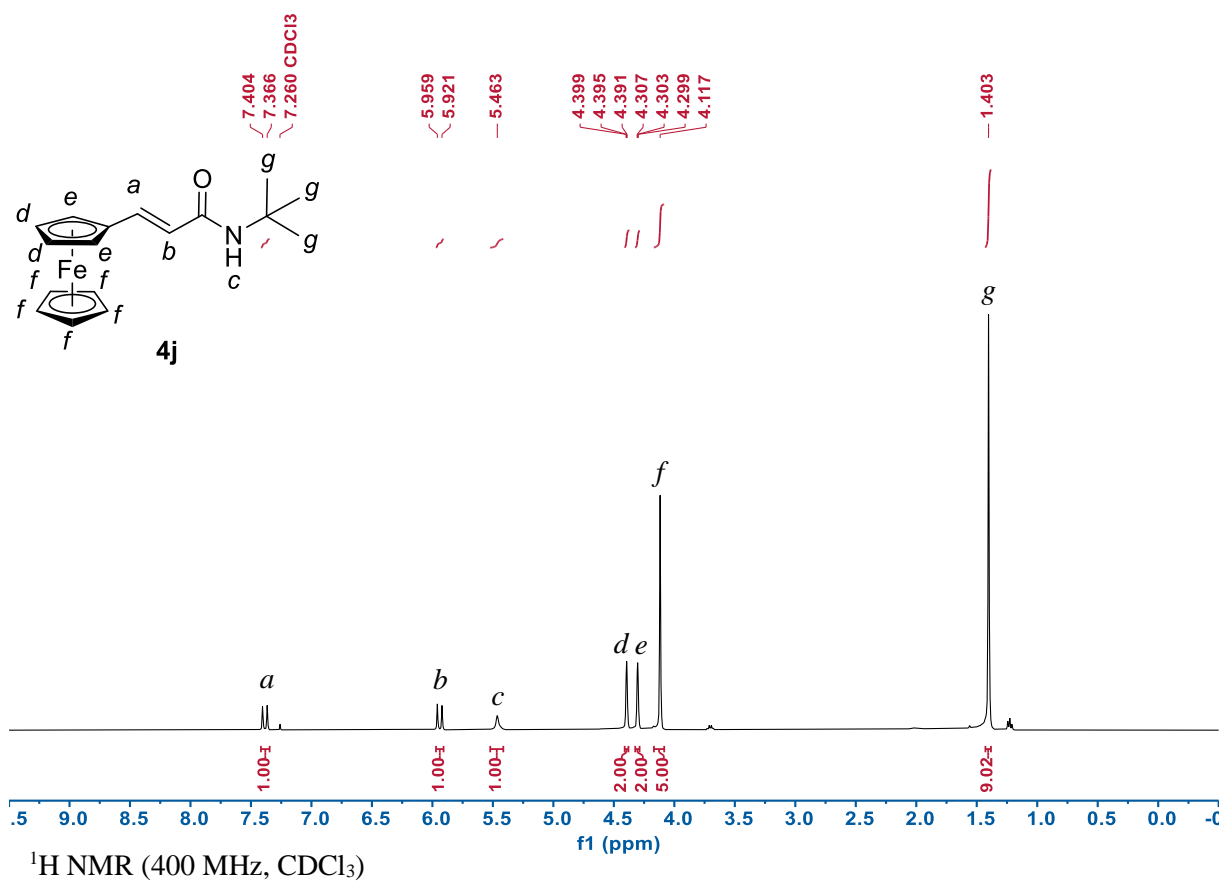 7.404
7.366
7.260 CDCl3
5.959
5.921
5.463
4.399
4.395
4.391
4.307
4.303
4.299
4.117
1.403
g
g
g
O
a
e
d
d
e
b
N
H
c
Fe
f
f
f
f
f
4j
a
b
c
d
e
f
g
1.00
1.00
1.00
2.00
2.00
5.00
9.02
.5 9.0 8.5 8.0 7.5 7.0 6.5 6.0 5.5 5.0 4.5 4.0 3.5 3.0 2.5 2.0 1.5 1.0 0.5 0.0 -0
f1 (ppm)
¹H NMR (400 MHz, CDCl₃)